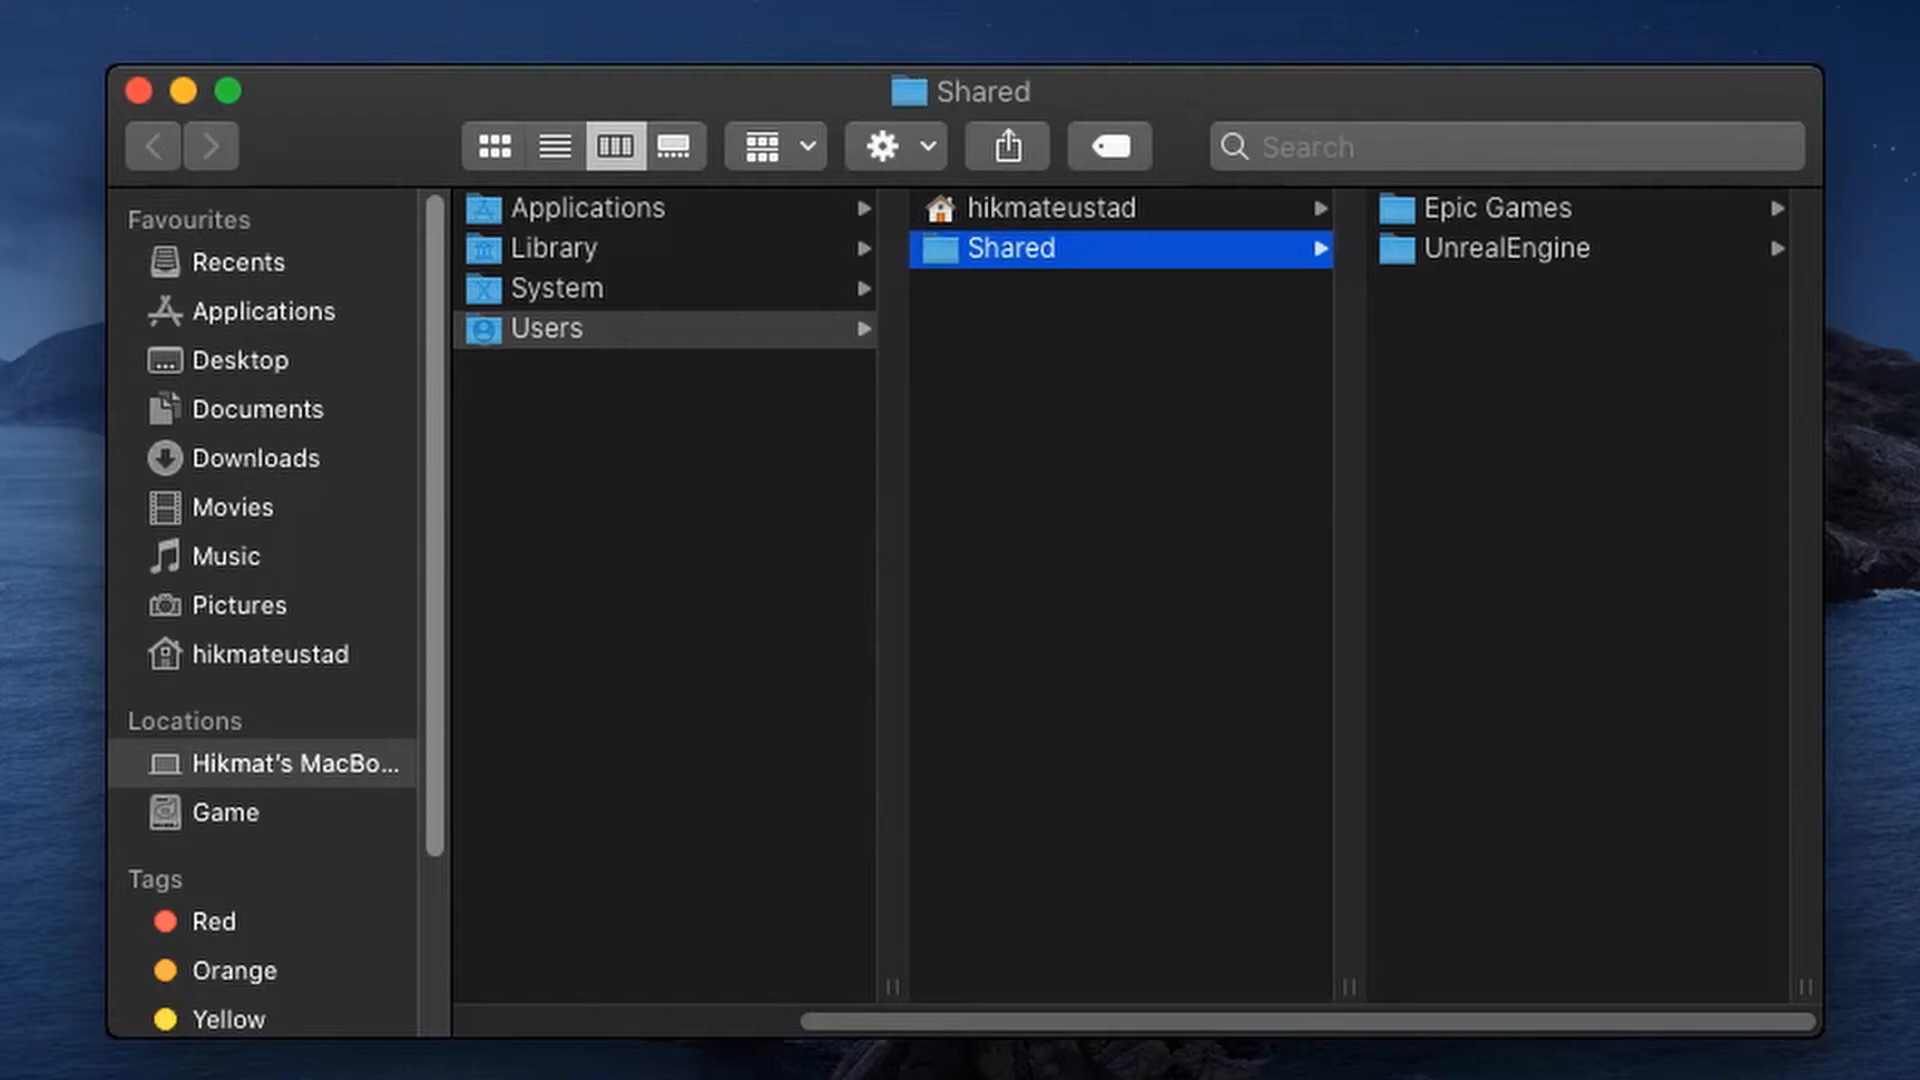 Shared
Search
Favourites
Recents
Applications
Desktop
Documents
Downloads
Movies
Music
Pictures
hikmateustad
Locations
Hikmat's MacBo...
Game
Tags
Red
Orange
Yellow
Applications
Library
System
Users
hikmateustad
Shared
Epic Games
UnrealEngine